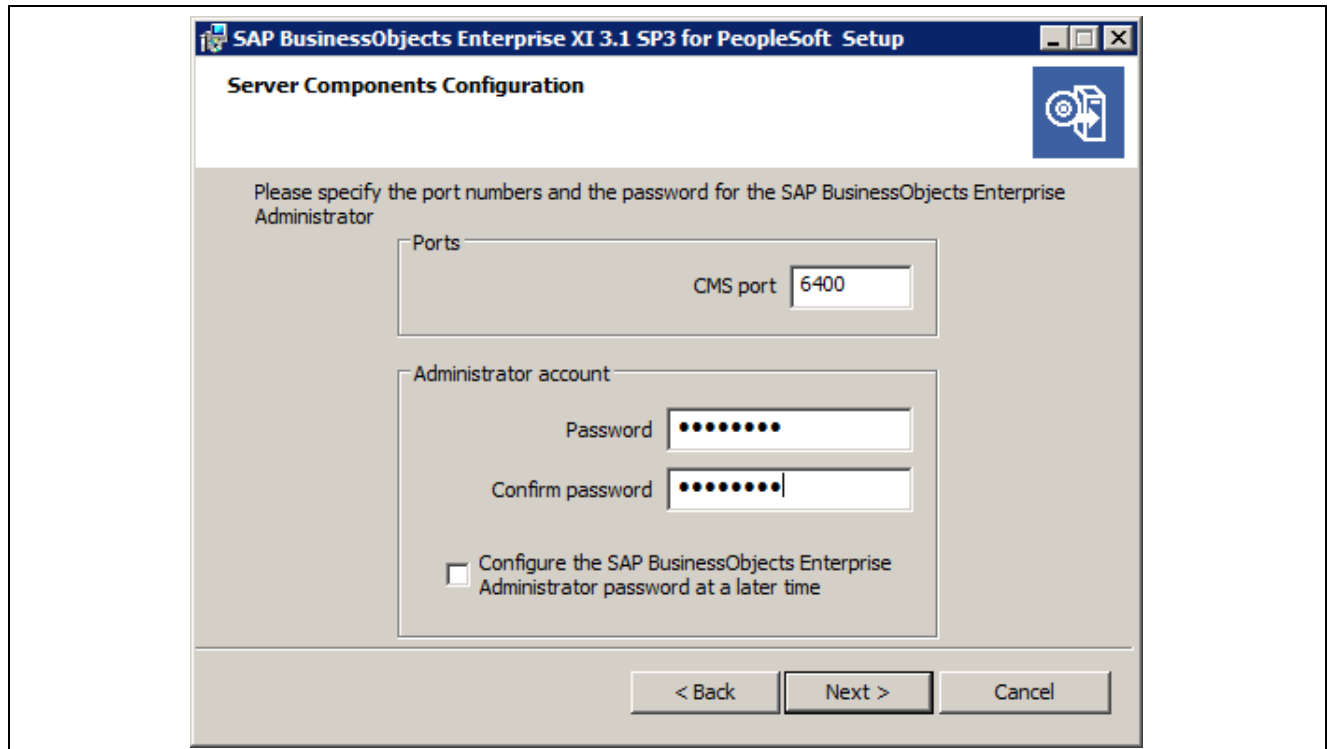 SAP BusinessObjects Enterprise XI 3.1 SP3 for PeopleSoft Setup
Server Components Configuration
Please specify the port numbers and the password for the SAP BusinessObjects Enterprise
Administrator
Ports
CMS port 6400
Administrator account
Password ••••••••
Confirm password ••••••••
Configure the SAP BusinessObjects Enterprise
Administrator password at a later time
< Back Next > Cancel